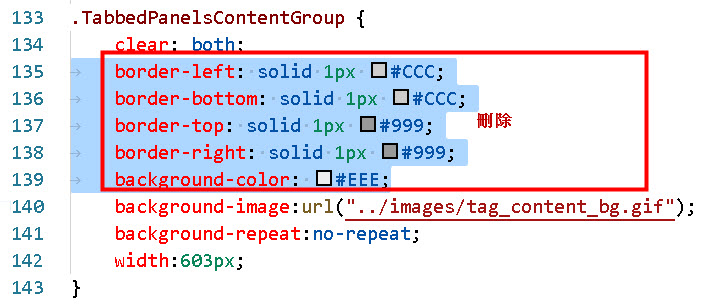 133 .TabbedPanelsContentGroup {
134 clear: both;
135 border-left: solid 1px #CCC;
136 border-bottom: solid 1px #CCC;
137 border-top: solid 1px #999;
刪除
138 border-right: solid 1px #999;
139 background-color: #EEE;
140 background-image:url("../images/tag_content_bg.gif");
141 background-repeat:no-repeat;
142 width:603px;
143 }